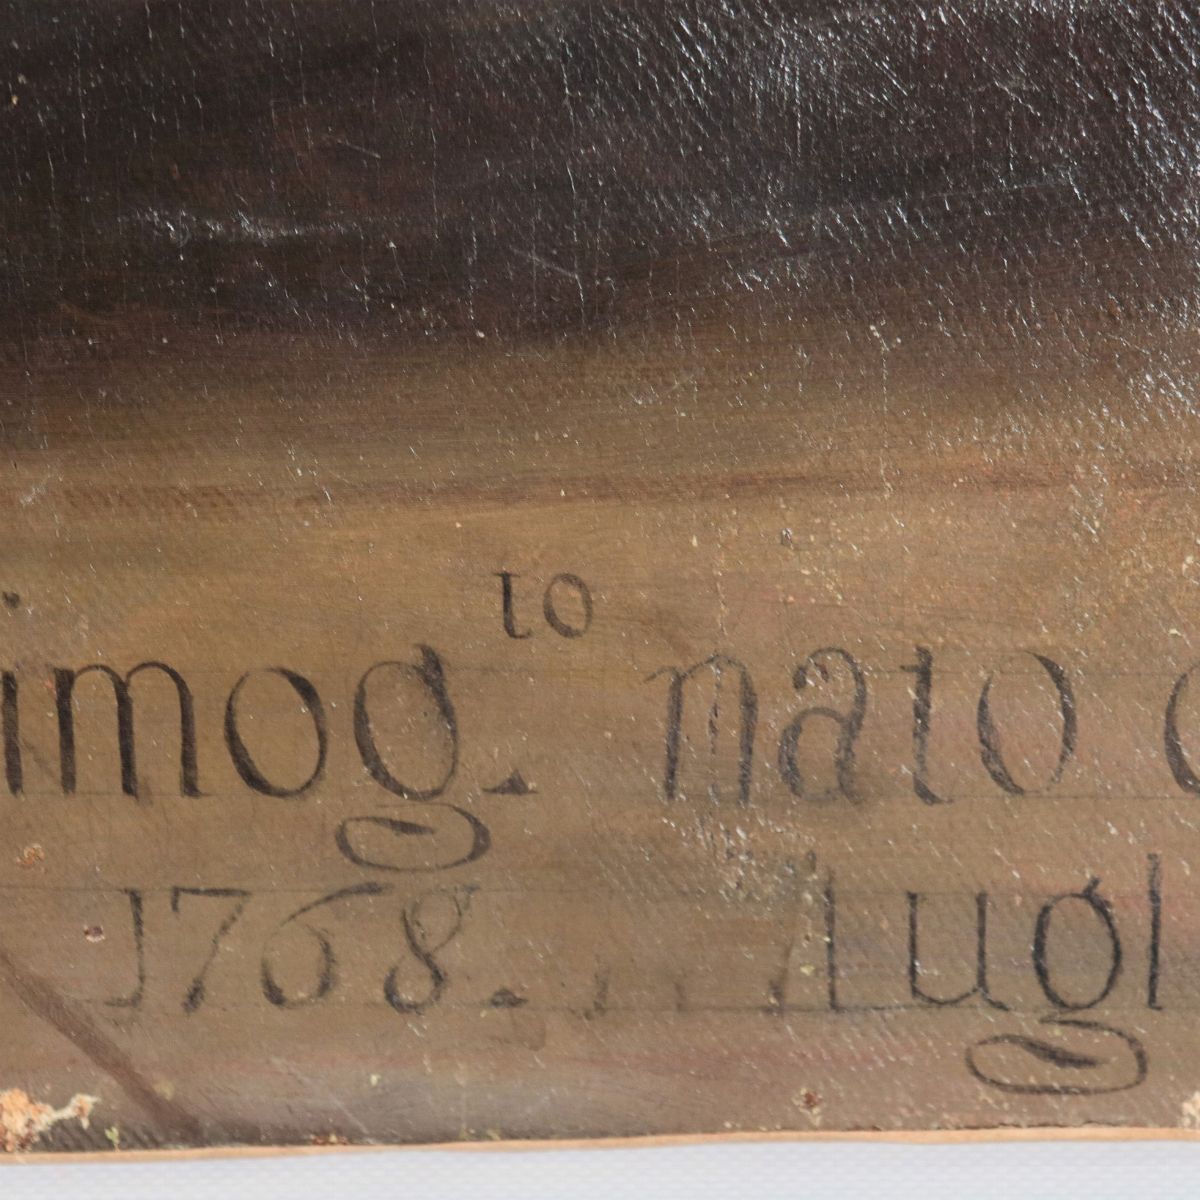 imog.to nato
1768. lugl